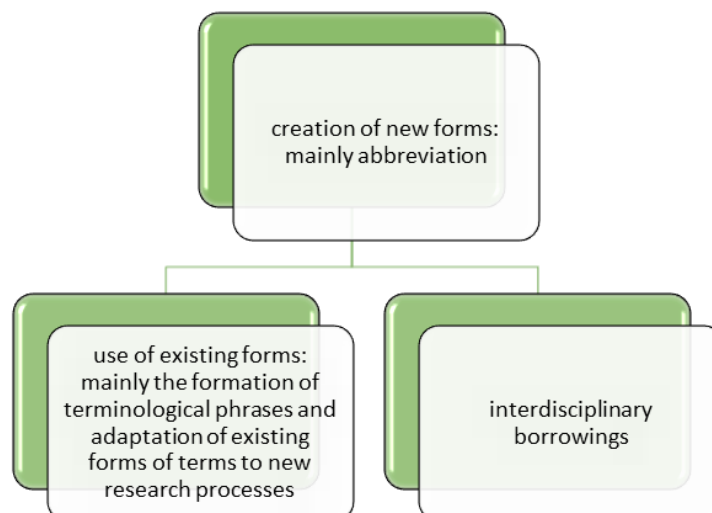 creation of new forms:
mainly abbreviation
use of existing forms:
mainly the formation of
terminological phrases and
adaptation of existing
forms of terms to new
research processes
interdisciplinary
borrowings